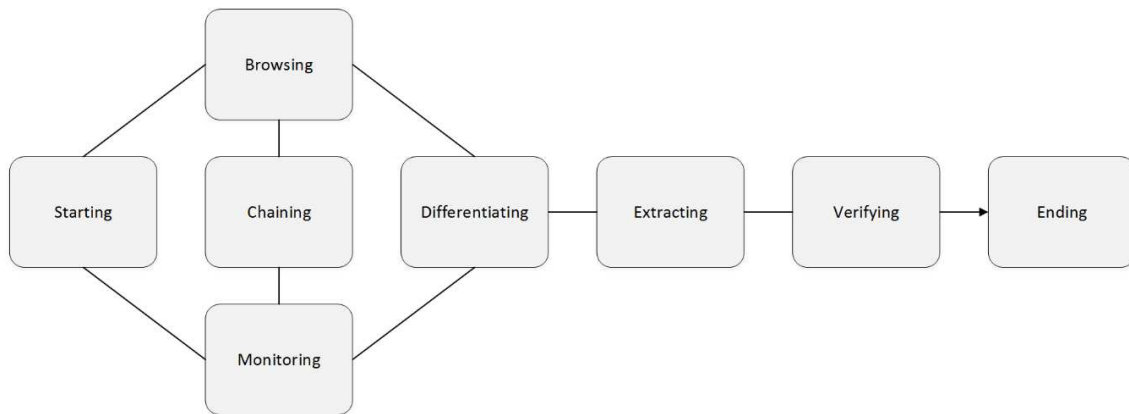 Browsing
Starting
Chaining
Differentiating
Extracting
Verifying
Ending
Monitoring